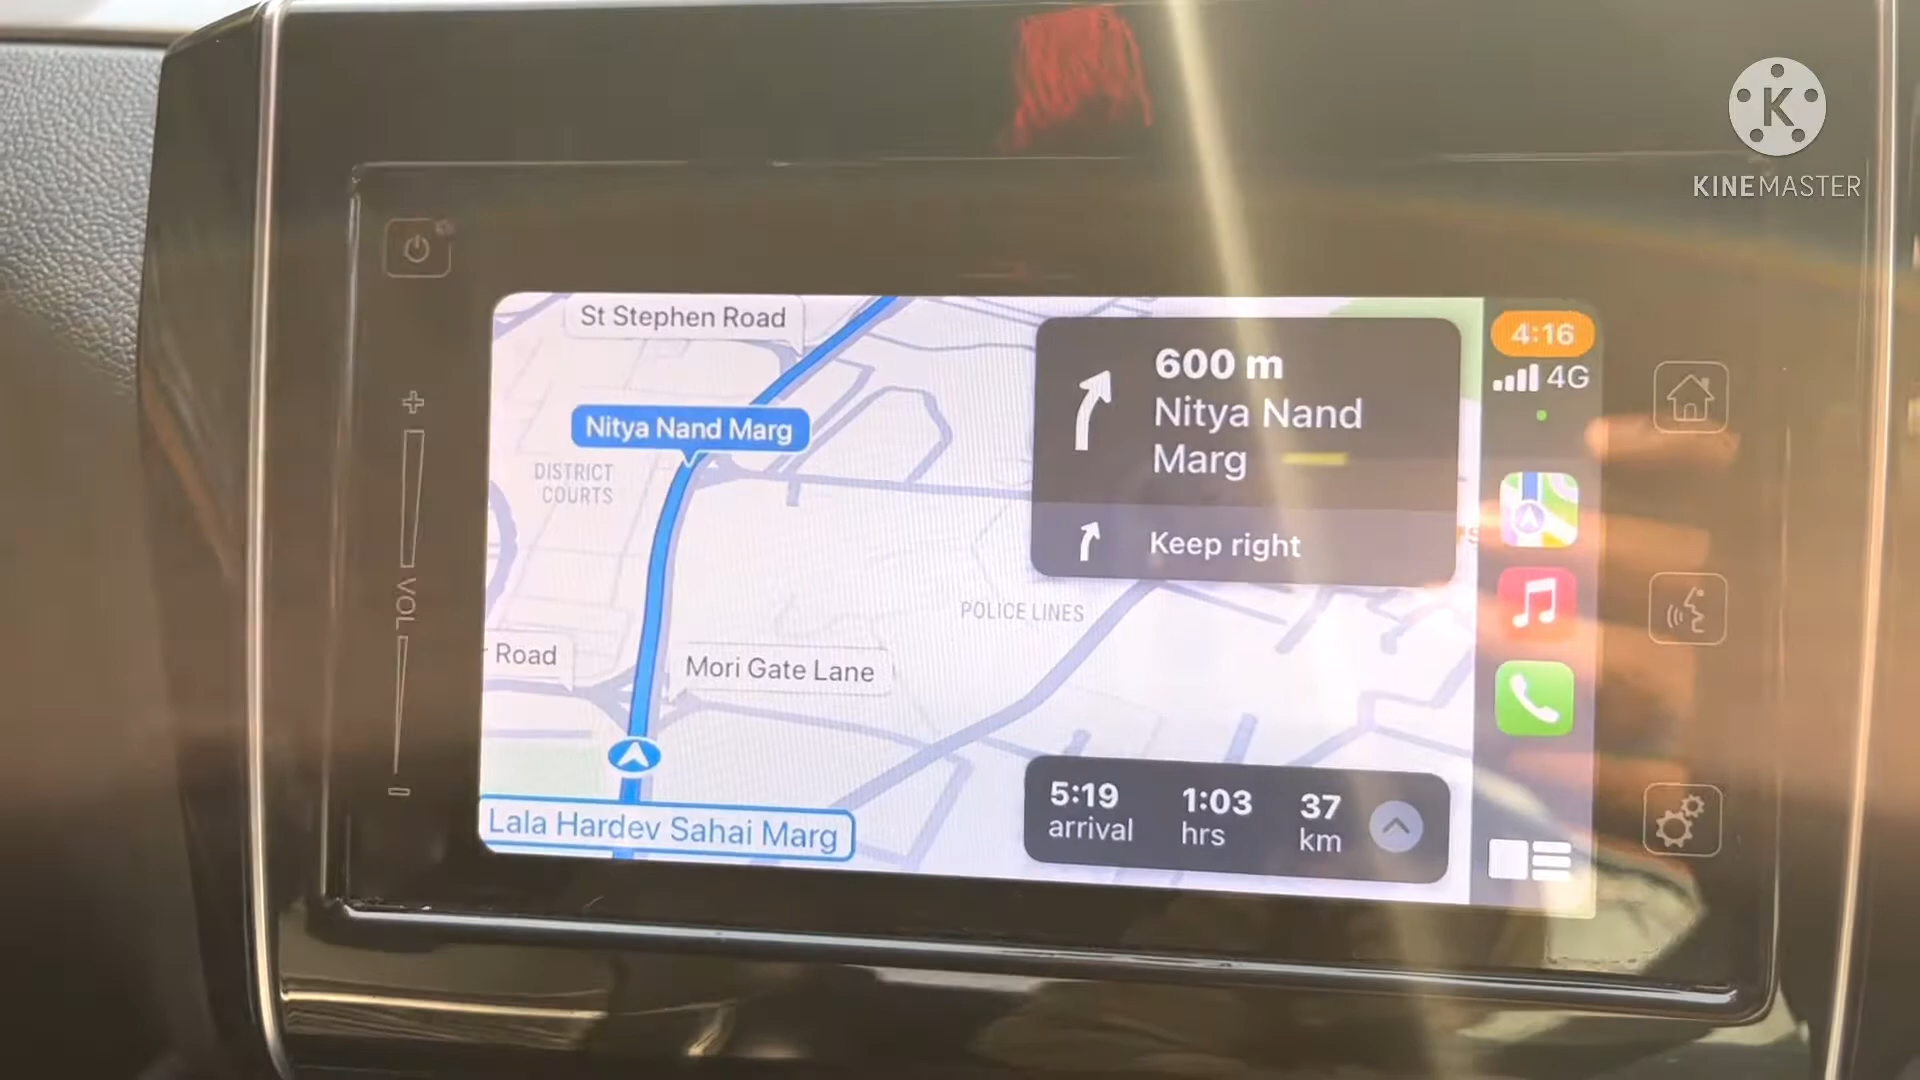 K
KINEMASTER
VOL
St Stephen Road
Nitya Nand Marg
DISTRICT
COURTS
Road
Mori Gate Lane
POLICE LINES
Lala Hardev Sahai Marg
600 m
Nitya Nand
Marg
Keep right
5:19
arrival
1:03
hrs
37
km
4:16
4G